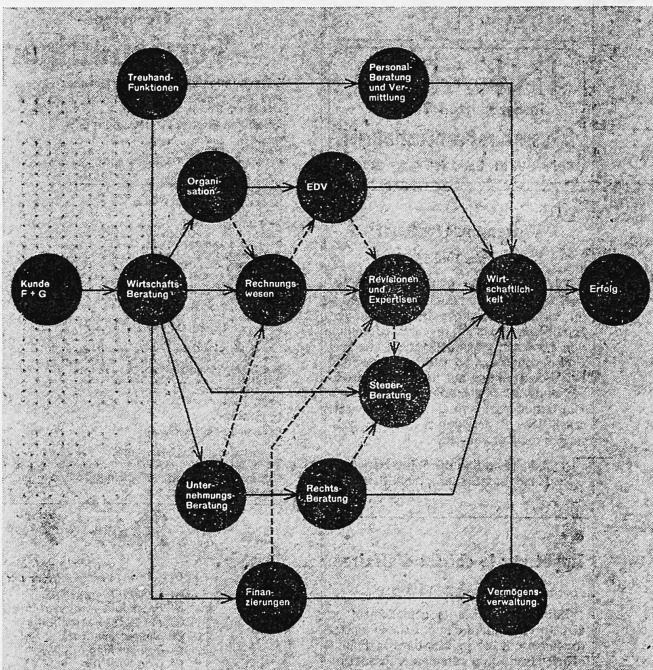 Treuhand-
Funktionen
Personal-
Beratung
und Ver-
mittlung
Organi-
sation
EDV
Kunde
F + G
Wirtschafts-
Beratung
Rechnungs-
wesen
Revisionen
und
Expertisen
Wirt-
schaftlich-
keit
Erfolg
Steuer-
Beratung
Unter-
nehmungs-
Beratung
Rechts-
Beratung
Finan-
zierungen
Vermögens-
verwaltung